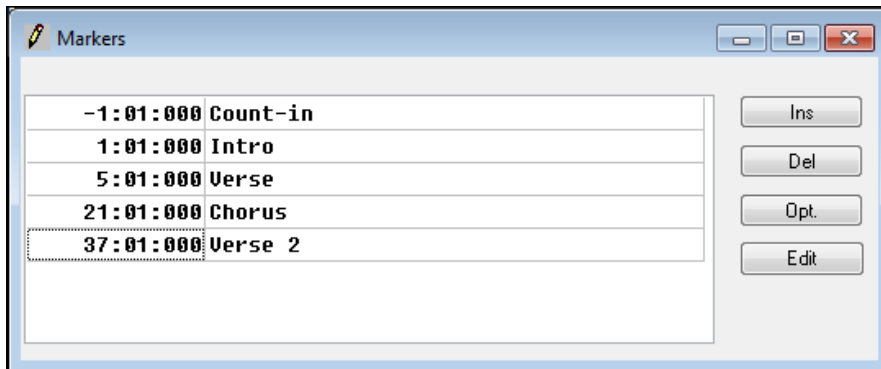 Markers
-1:01:000 Count-in
1:01:000 Intro
5:01:000 Verse
21:01:000 Chorus
37:01:000 Verse 2
Ins
Del
Opt.
Edit